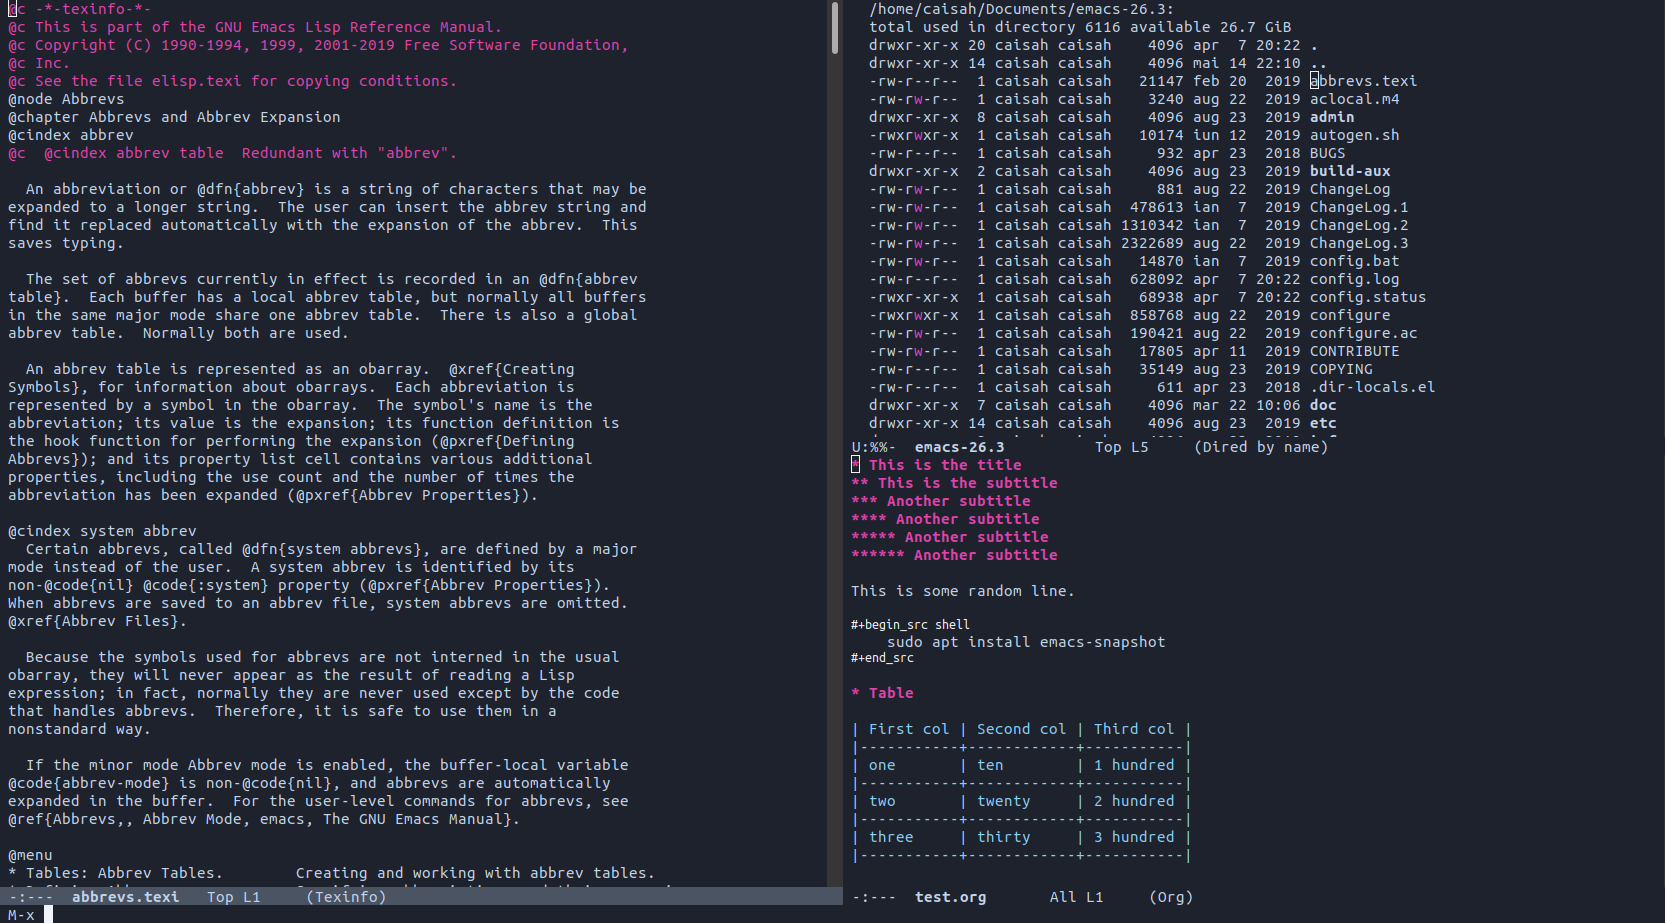 @c -*-texinfo-*-
@c This is part of the GNU Emacs Lisp Reference Manual.
@c Copyright (C) 1990-1994, 1999, 2001-2019 Free Software Foundation,
@c Inc.
@c See the file elisp.texi for copying conditions.
@node Abbrevs
@chapter Abbrevs and Abbrev Expansion
@cindex abbrev
@c  @cindex abbrev table  Redundant with "abbrev".

  An abbreviation or @dfn{abbrev} is a string of characters that may be
expanded to a longer string.  The user can insert the abbrev string and
find it replaced automatically with the expansion of the abbrev.  This
saves typing.

  The set of abbrevs currently in effect is recorded in an @dfn{abbrev
table}.  Each buffer has a local abbrev table, but normally all buffers
in the same major mode share one abbrev table.  There is also a global
abbrev table.  Normally both are used.

  An abbrev table is represented as an obarray.  @xref{Creating
Symbols}, for information about obarrays.  Each abbreviation is
represented by a symbol in the obarray.  The symbol's name is the
abbreviation; its value is the expansion; its function definition is
the hook function for performing the expansion (@pxref{Defining
Abbrevs}); and its property list cell contains various additional
properties, including the use count and the number of times the
abbreviation has been expanded (@pxref{Abbrev Properties}).

@cindex system abbrev
  Certain abbrevs, called @dfn{system abbrevs}, are defined by a major
mode instead of the user.  A system abbrev is identified by its
non-@code{nil} @code{:system} property (@pxref{Abbrev Properties}).
When abbrevs are saved to an abbrev file, system abbrevs are omitted.
@xref{Abbrev Files}.

  Because the symbols used for abbrevs are not interned in the usual
obarray, they will never appear as the result of reading a Lisp
expression; in fact, normally they are never used except by the code
that handles abbrevs.  Therefore, it is safe to use them in a
nonstandard way.

  If the minor mode Abbrev mode is enabled, the buffer-local variable
@code{abbrev-mode} is non-@code{nil}, and abbrevs are automatically
expanded in the buffer.  For the user-level commands for abbrevs, see
@ref{Abbrevs,, Abbrev Mode, emacs, The GNU Emacs Manual}.

@menu
* Tables: Abbrev Tables.        Creating and working with abbrev tables.
-:---  abbrevs.texi   Top L1     (Texinfo)
M-x
/home/caisah/Documents/emacs-26.3:
total used in directory 6116 available 26.7 GiB
drwxr-xr-x 20 caisah caisah    4096 apr  7 20:22 .
drwxr-xr-x 14 caisah caisah    4096 mai 14 22:10 ..
-rw-r--r--  1 caisah caisah   21147 feb 20  2019 abbrevs.texi
-rw-rw-r--  1 caisah caisah    3240 aug 22  2019 aclocal.m4
drwxr-xr-x  8 caisah caisah    4096 aug 23  2019 admin
-rwxrwxr-x  1 caisah caisah   10174 iun 12  2019 autogen.sh
-rw-r--r--  1 caisah caisah     932 apr 23  2018 BUGS
drwxr-xr-x  2 caisah caisah    4096 aug 23  2019 build-aux
-rw-rw-r--  1 caisah caisah     881 aug 22  2019 ChangeLog
-rw-rw-r--  1 caisah caisah  478613 ian  7  2019 ChangeLog.1
-rw-rw-r--  1 caisah caisah 1310342 ian  7  2019 ChangeLog.2
-rw-rw-r--  1 caisah caisah 2322689 aug 22  2019 ChangeLog.3
-rw-rw-r--  1 caisah caisah   14870 ian  7  2019 config.bat
-rw-r--r--  1 caisah caisah  628092 apr  7 20:22 config.log
-rwxr-xr-x  1 caisah caisah   68938 apr  7 20:22 config.status
-rwxrwxr-x  1 caisah caisah  858768 aug 22  2019 configure
-rw-rw-r--  1 caisah caisah  190421 aug 22  2019 configure.ac
-rw-rw-r--  1 caisah caisah   17805 apr 11  2019 CONTRIBUTE
-rw-r--r--  1 caisah caisah   35149 aug 23  2019 COPYING
-rw-r--r--  1 caisah caisah     611 apr 23  2018 .dir-locals.el
drwxr-xr-x  7 caisah caisah    4096 mar 22 10:06 doc
drwxr-xr-x 14 caisah caisah    4096 aug 23  2019 etc
U:%%-  emacs-26.3          Top L5     (Dired by name)
* This is the title
** This is the subtitle
*** Another subtitle
**** Another subtitle
***** Another subtitle
****** Another subtitle

This is some random line.

#+begin_src shell
    sudo apt install emacs-snapshot
#+end_src

* Table

| First col | Second col | Third col |
|-----------+------------+-----------|
| one       | ten        | 1 hundred |
|-----------+------------+-----------|
| two       | twenty     | 2 hundred |
|-----------+------------+-----------|
| three     | thirty     | 3 hundred |
|-----------+------------+-----------|
-:---  test.org       All L1     (Org)